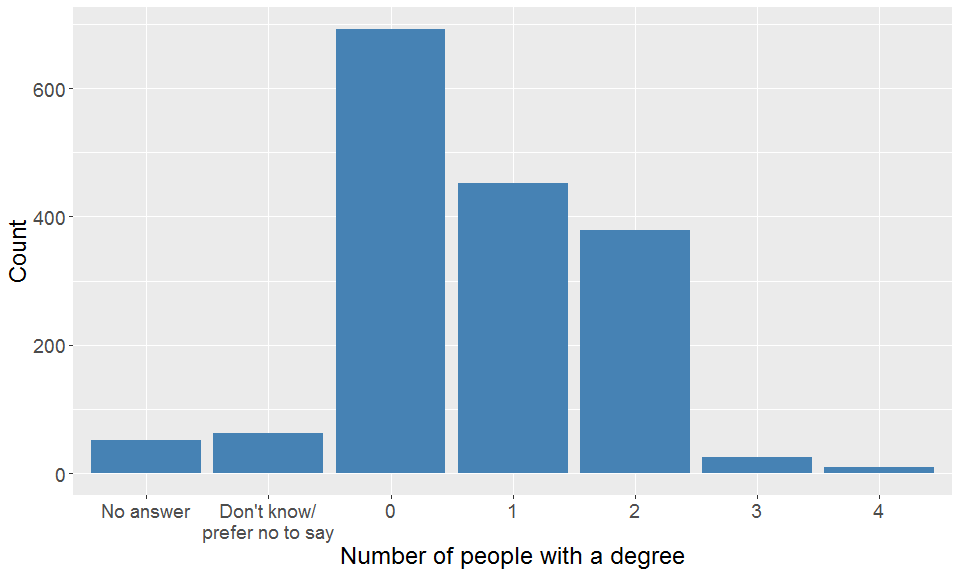 600
400
200
0
Count
No answer
Don't know/
prefer no to say
0
1
2
3
4
Number of people with a degree